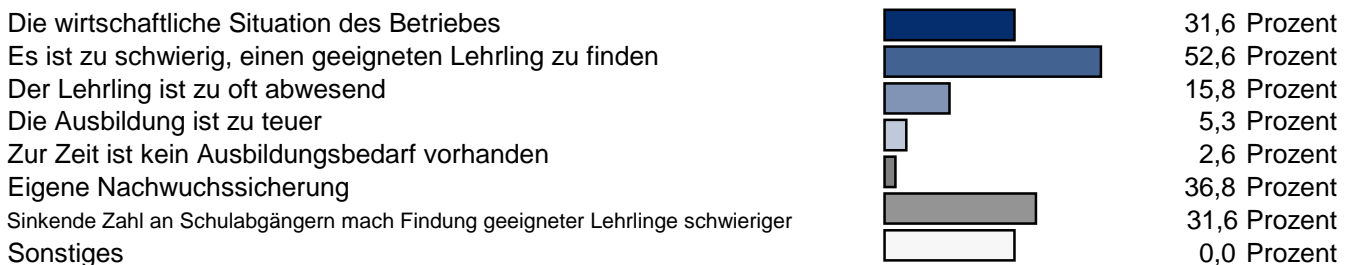 Die wirtschaftliche Situation des Betriebes 31,6 Prozent
Es ist zu schwierig, einen geeigneten Lehrling zu finden 52,6 Prozent
Der Lehrling ist zu oft abwesend 15,8 Prozent
Die Ausbildung ist zu teuer 5,3 Prozent
Zur Zeit ist kein Ausbildungsbedarf vorhanden 2,6 Prozent
Eigene Nachwuchssicherung 36,8 Prozent
Sinkende Zahl an Schulabgängern mach Findung geeigneter Lehrlinge schwieriger 31,6 Prozent
Sonstiges 0,0 Prozent